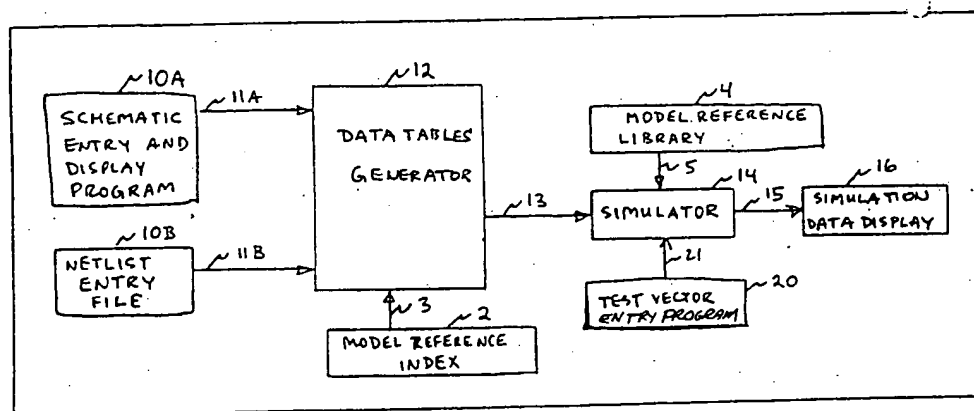 10A
11A
SCHEMATIC
ENTRY AND
DISPLAY
PROGRAM
10B
11B
NETLIST
ENTRY
FILE
12
DATA TABLES
GENERATOR
3
2
MODEL REFERENCE
INDEX
13
4
MODEL REFERENCE
LIBRARY
5
14
SIMULATOR
15
16
SIMULATION
DATA DISPLAY
21
20
TEST VECTOR
ENTRY PROGRAM